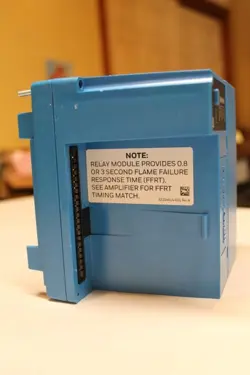 NOTE:
RELAY MODULE PROVIDES 0.8
OR 3 SECOND FLAME FAILURE
RESPONSE TIME (FFRT).
SEE AMPLIFIER FOR FFRT
TIMING MATCH.